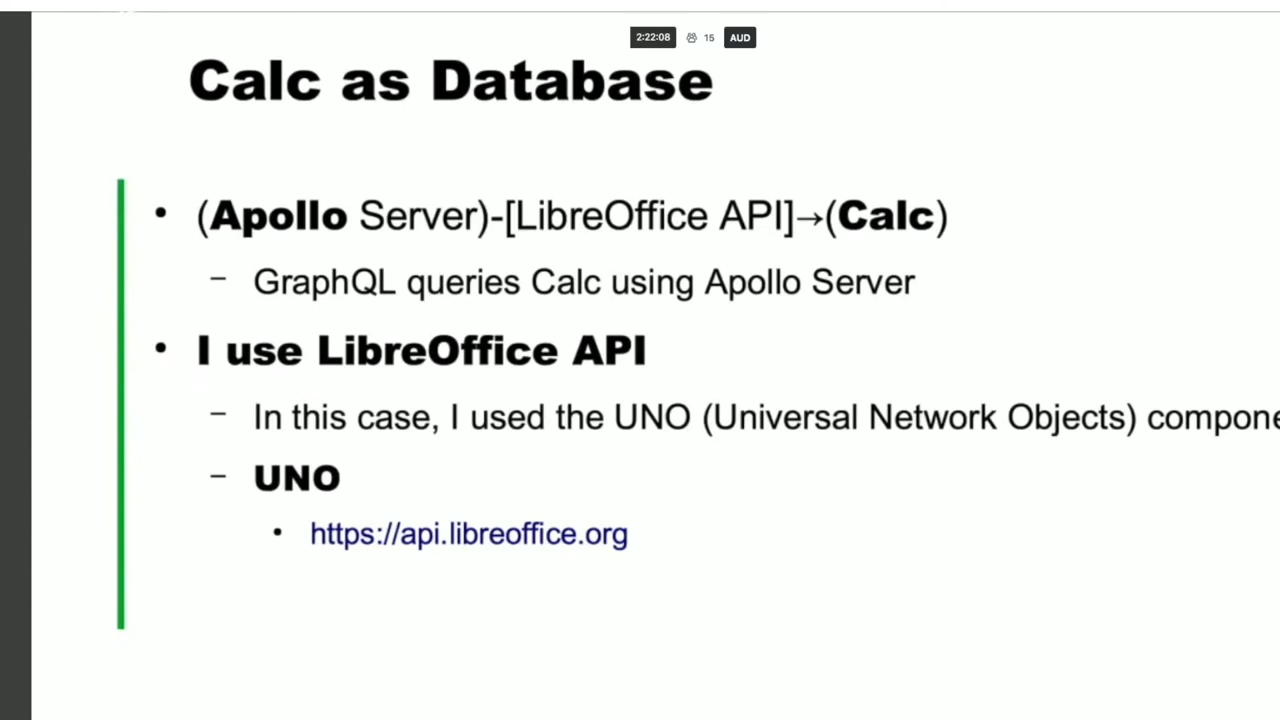 2:22:08 15 AUD
Calc as Database
• (Apollo Server)-[LibreOffice API]→(Calc)
– GraphQL queries Calc using Apollo Server
• I use LibreOffice API
– In this case, I used the UNO (Universal Network Objects)
– UNO
• https://api.libreoffice.org